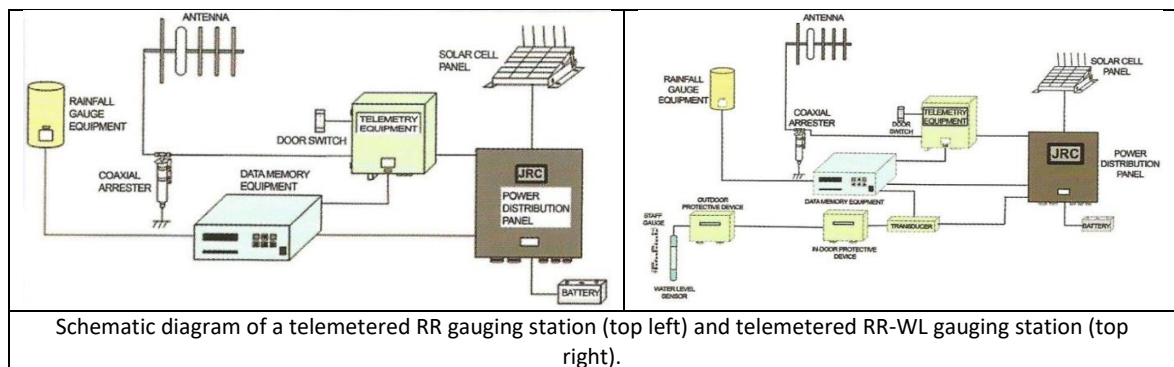 ANTENNA
SOLAR CELL
PANEL
RAINFALL
GAUGE
EQUIPMENT
TELEMETRY
EQUIPMENT
DOOR SWITCH
COAXIAL
ARRESTER
DATA MEMORY
EQUIPMENT
JRC
POWER
DISTRIBUTION
PANEL
BATTERY
ANTENNA
SOLAR CELL
PANEL
RAINFALL
GAUGE
EQUIPMENT
TELEMETRY
EQUIPMENT
DOOR
SWITCH
COAXIAL
ARRESTER
JRC
POWER
DISTRIBUTION
PANEL
DATA MEMORY EQUIPMENT
OUTDOOR
PROTECTIVE DEVICE
STAFF
GAUGE
TRANSDUCER
BATTERY
IN-DOOR PROTECTIVE
DEVICE
WATER LEVEL
SENSOR
Schematic diagram of a telemetered RR gauging station (top left) and telemetered RR-WL gauging station (top
right).